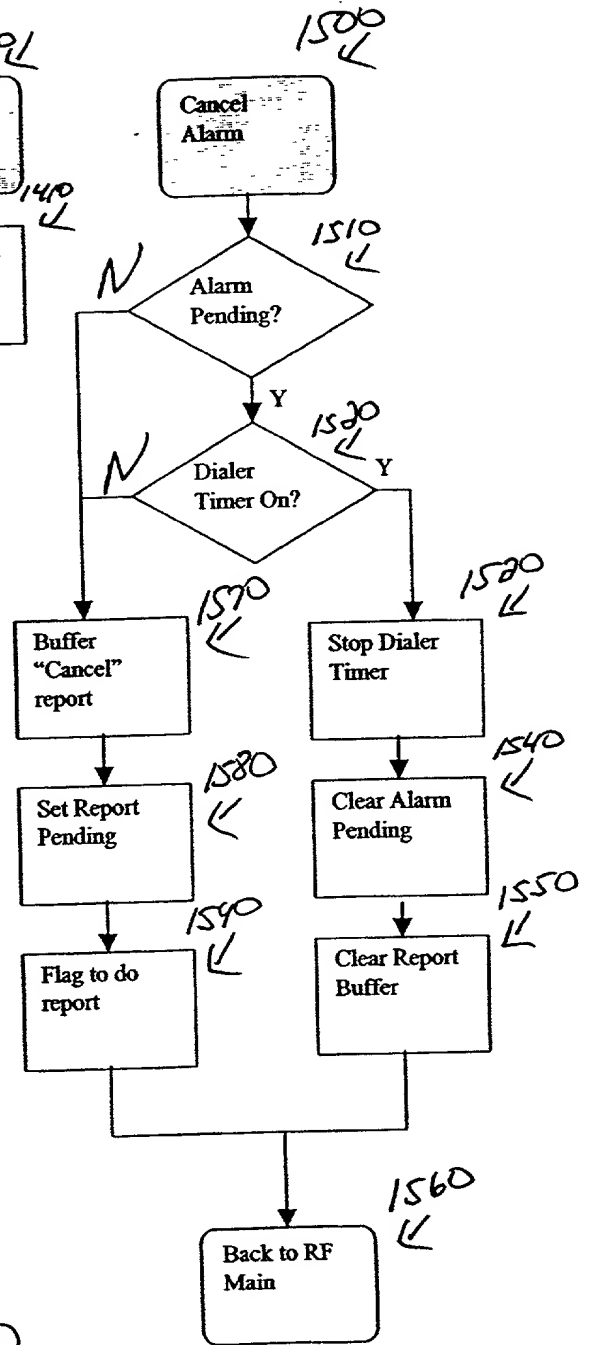 1500
Cancel
Alarm
1410
1510
N
Alarm
Pending?
Y
1520
N
Y
Dialer
Timer On?
1570
1520
Buffer
“Cancel”
report
Stop Dialer
Timer
1580
1540
Set Report
Pending
Clear Alarm
Pending
1590
1550
Flag to do
report
Clear Report
Buffer
1560
Back to RF
Main